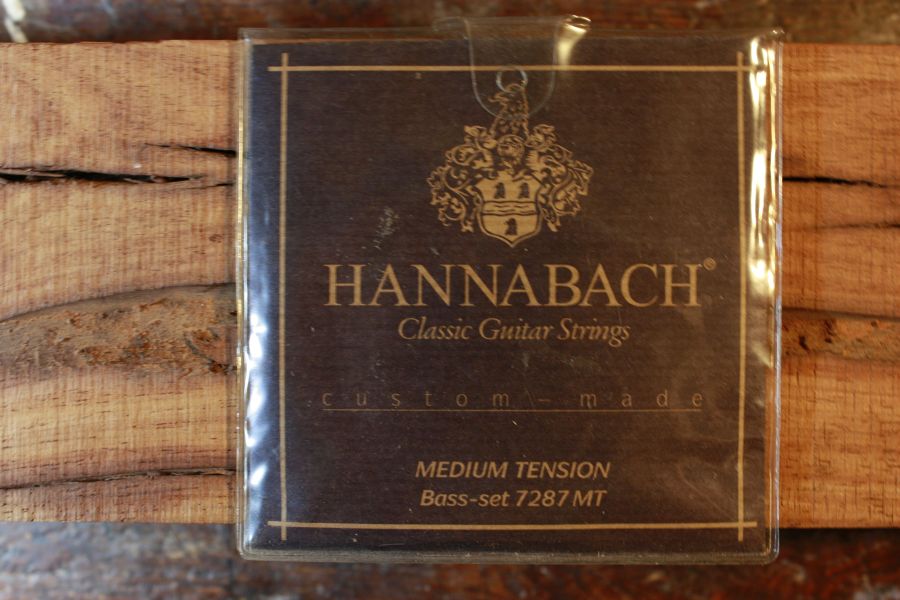 HANNABACH®
Classic Guitar Strings
custom-made
MEDIUM TENSION
Bass-set 7287 MT